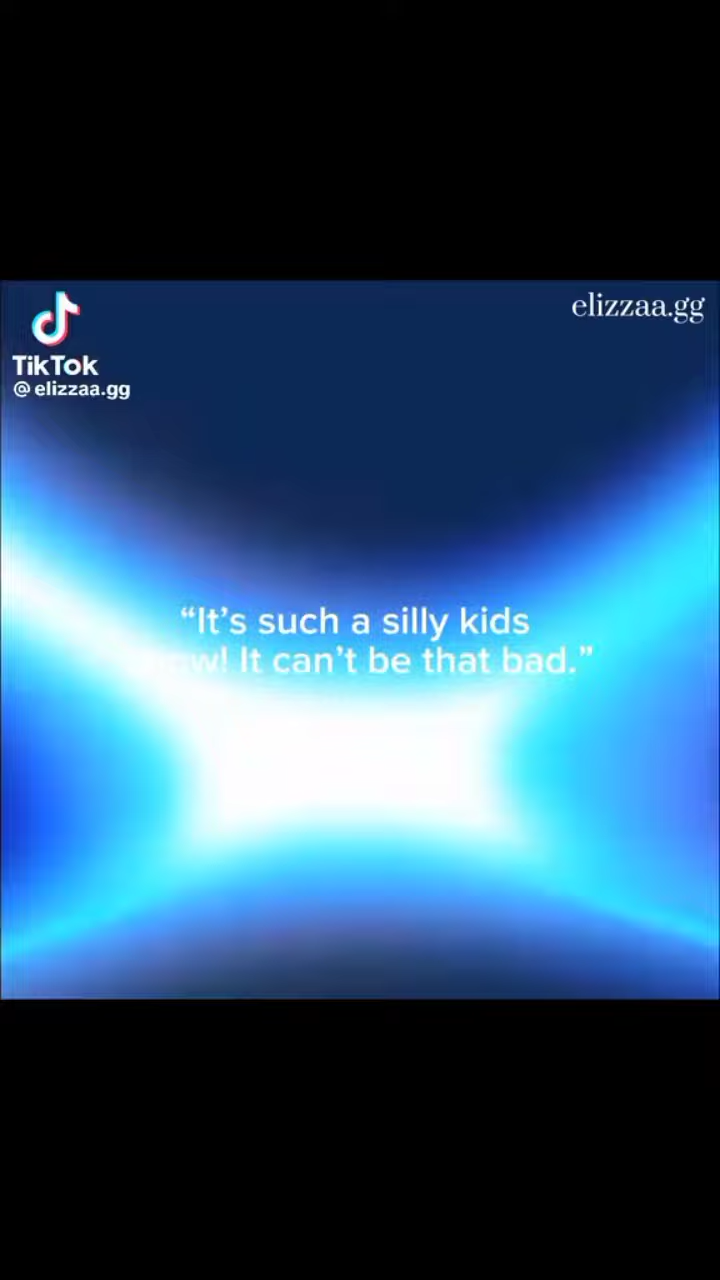 TikTok
@elizzaa.gg
elizzaa.gg
“It’s such a silly kids
It can’t be that bad.”